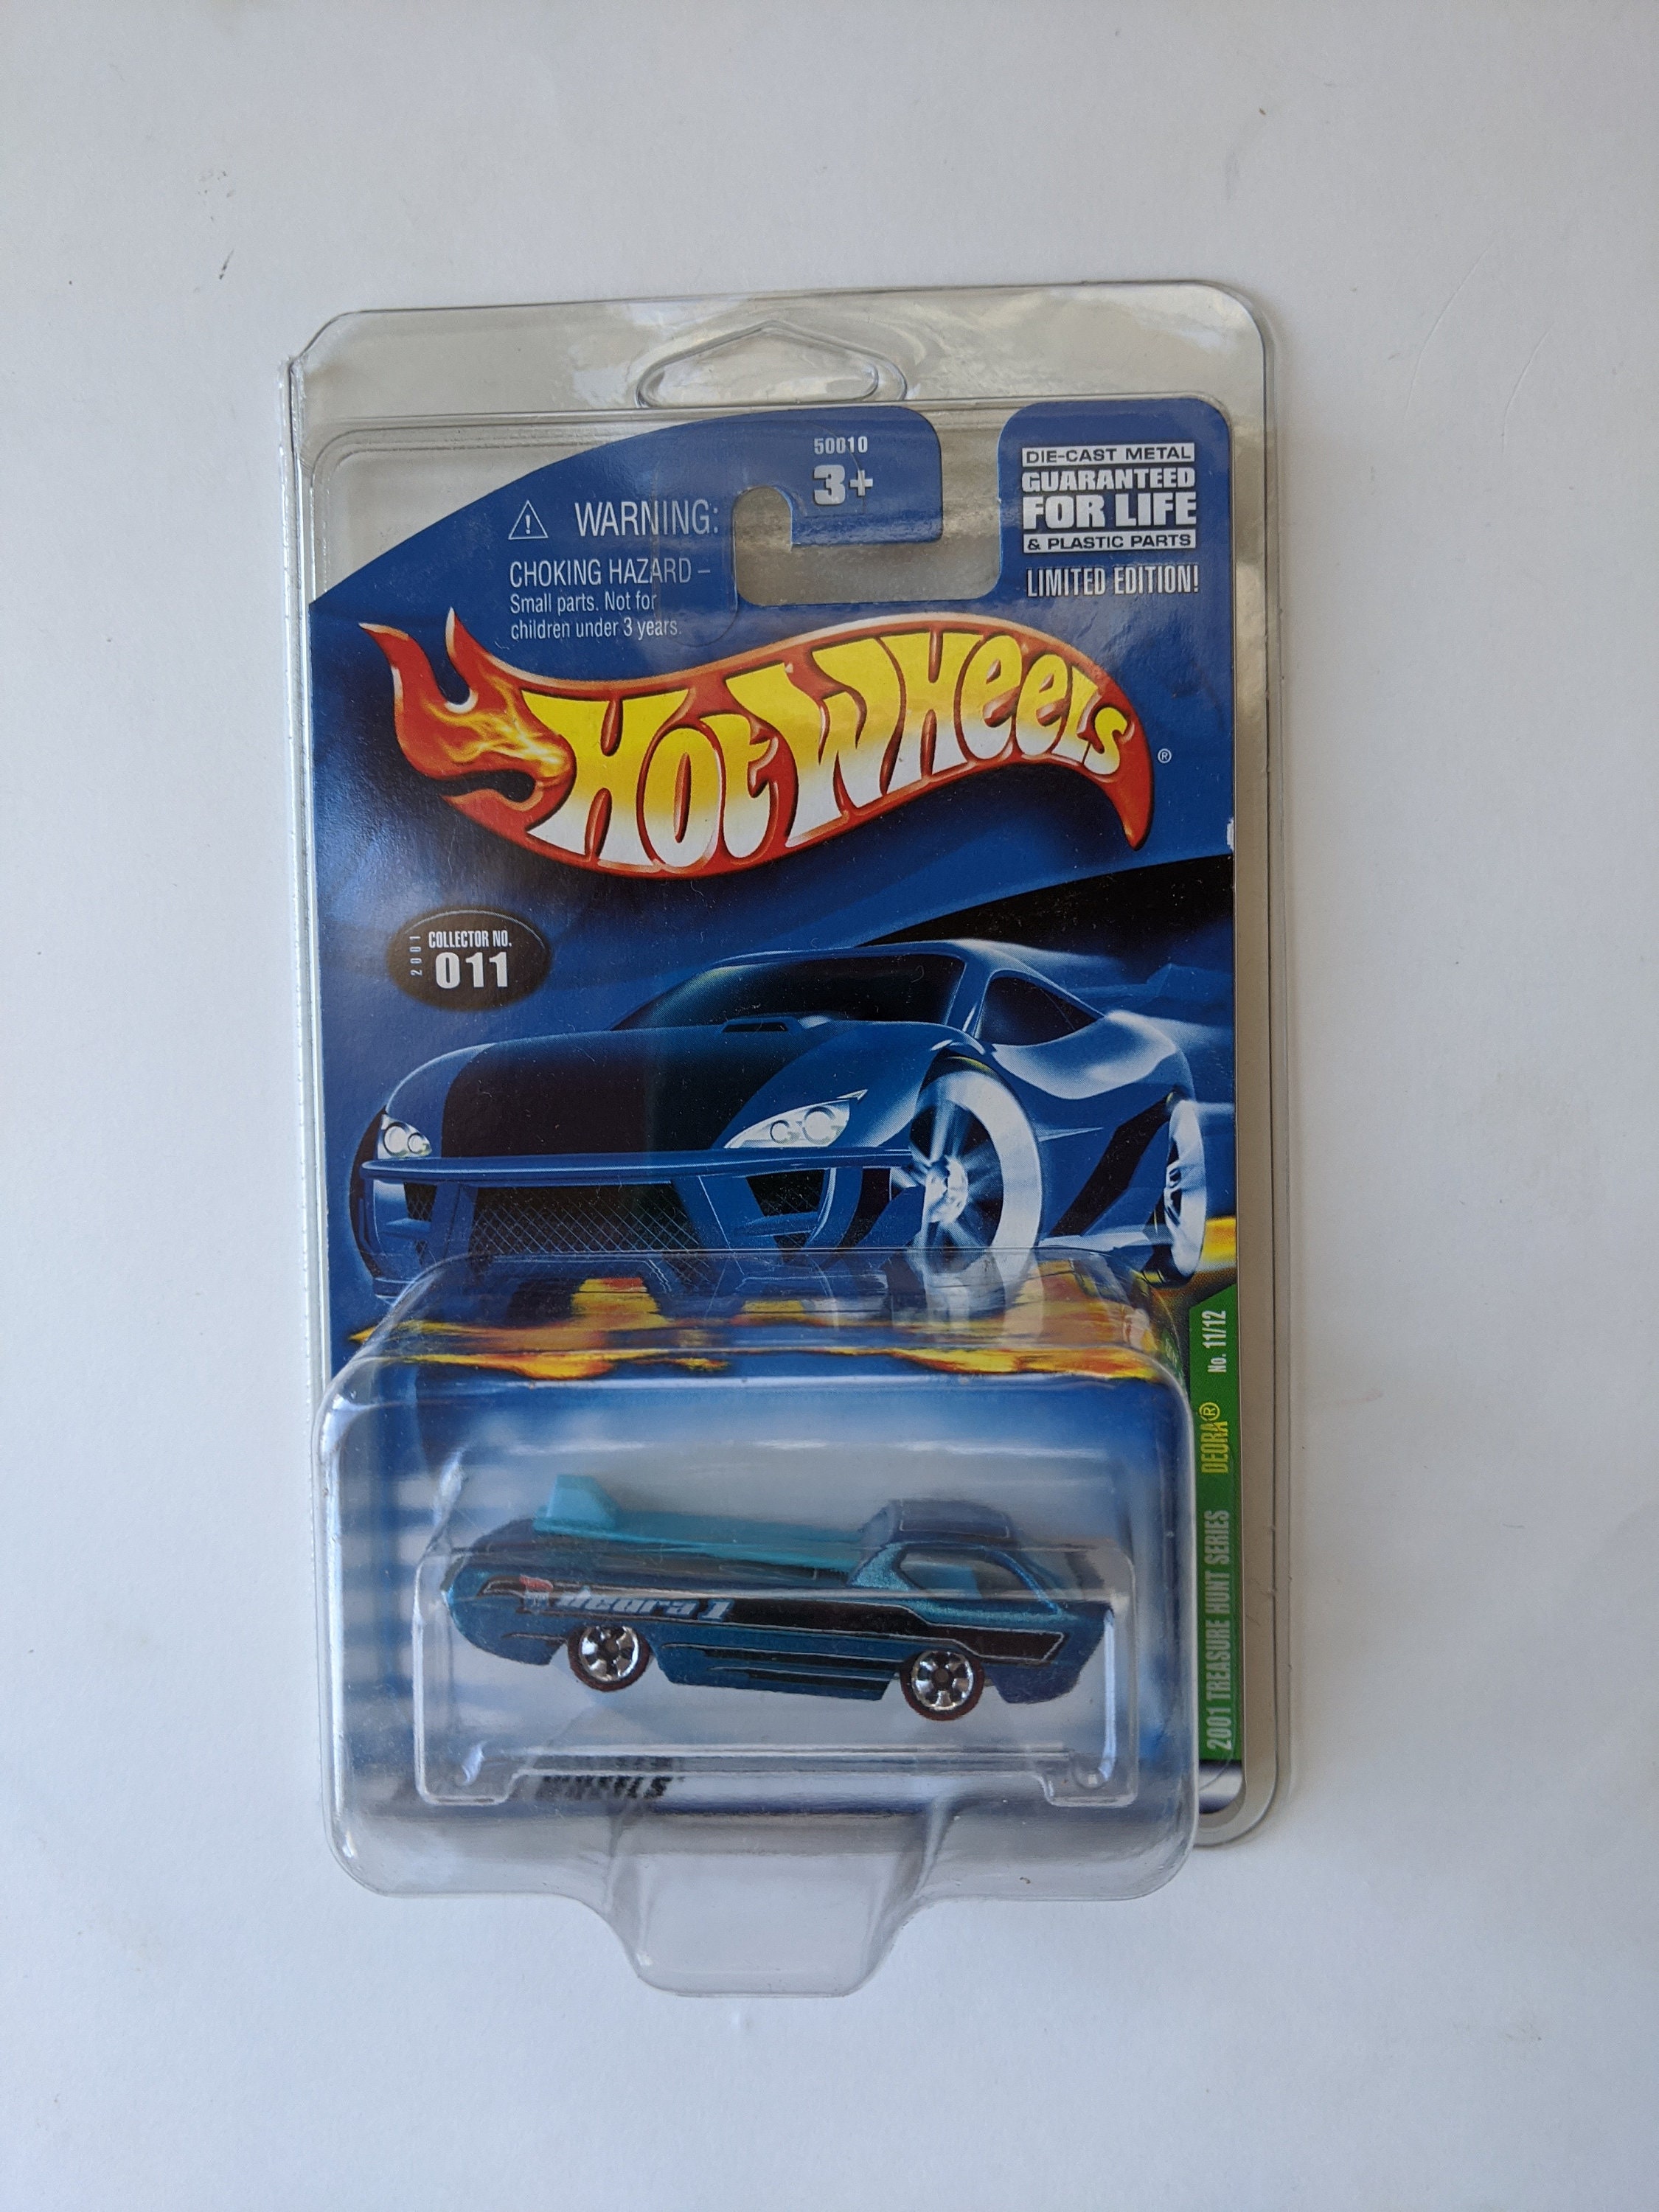 50010
3+
WARNING:
CHOKING HAZARD –
Small parts. Not for
children under 3 years.
DIE-CAST METAL
GUARANTEED
FOR LIFE
& PLASTIC PARTS
LIMITED EDITION!
HOT WHEELS ®
2001
COLLECTOR NO.
011
2001 TREASURE HUNT SERIES DEORA® No. 11/12
deora 1
WHEELS